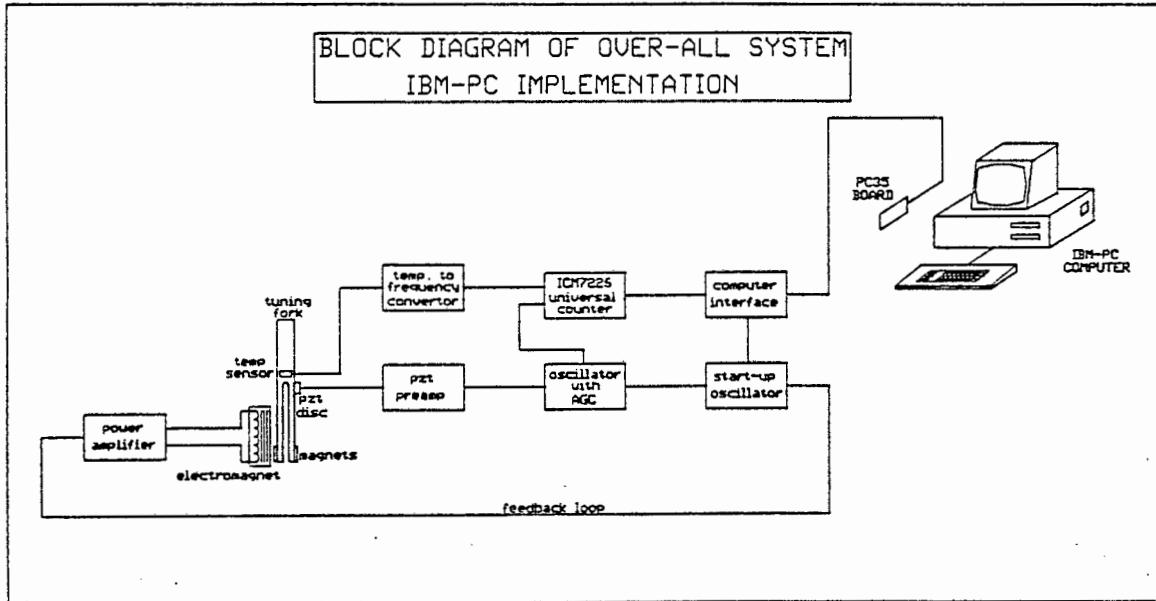 BLOCK DIAGRAM OF OVER-ALL SYSTEM
IBM-PC IMPLEMENTATION
PC35
BOARD
IBM-PC
COMPUTER
temp. to
frequency
convertor
ICM7226
universal
counter
computer
interface
tuning
fork
temp
sensor
pzt
disc
pzt
preamp
oscillator
with
AGC
start-up
oscillator
power
amplifier
magnets
electromagnet
feedback loop